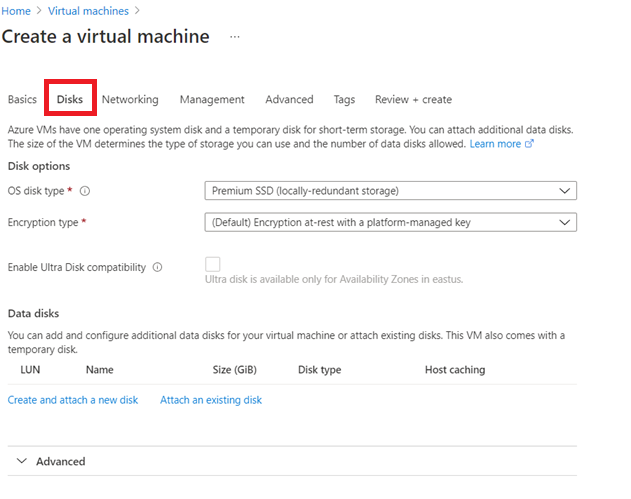 Home > Virtual machines >
Create a virtual machine ...
Basics Disks Networking Management Advanced Tags Review + create
Azure VMs have one operating system disk and a temporary disk for short-term storage. You can attach additional data disks.
The size of the VM determines the type of storage you can use and the number of data disks allowed. Learn more
Disk options
OS disk type * Premium SSD (locally-redundant storage)
Encryption type * (Default) Encryption at-rest with a platform-managed key
Enable Ultra Disk compatibility
Ultra disk is available only for Availability Zones in eastus.
Data disks
You can add and configure additional data disks for your virtual machine or attach existing disks. This VM also comes with a
temporary disk.
LUN Name Size (GiB) Disk type Host caching
Create and attach a new disk Attach an existing disk
Advanced